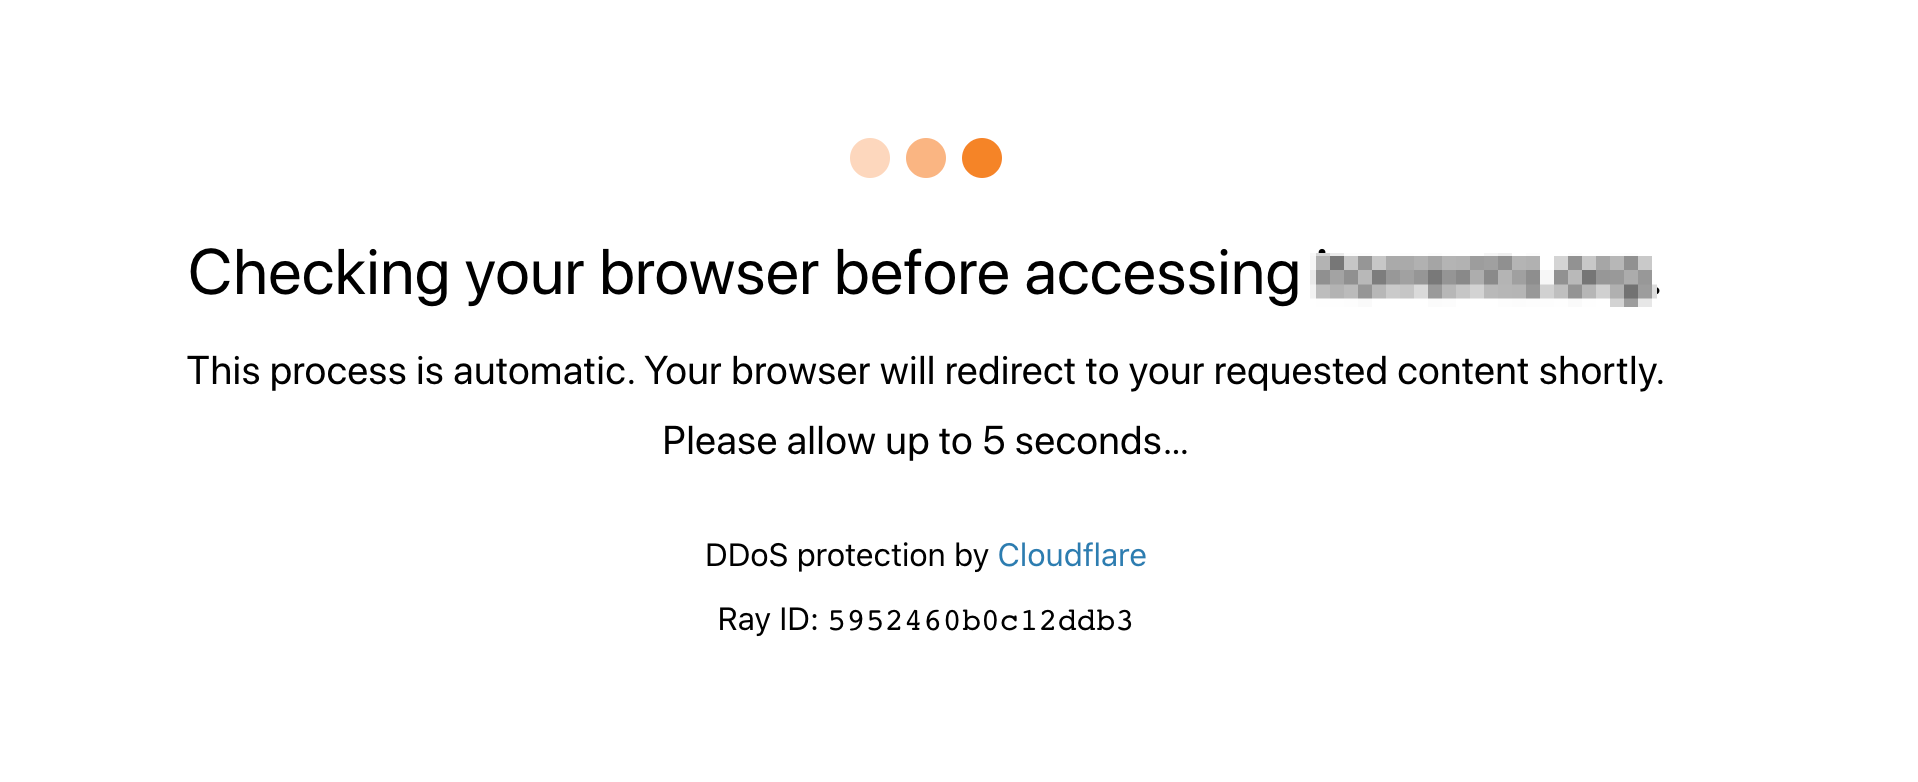 Checking your browser before accessing .
This process is automatic. Your browser will redirect to your requested content shortly.
Please allow up to 5 seconds...
DDoS protection by Cloudflare
Ray ID: 5952460b0c12ddb3